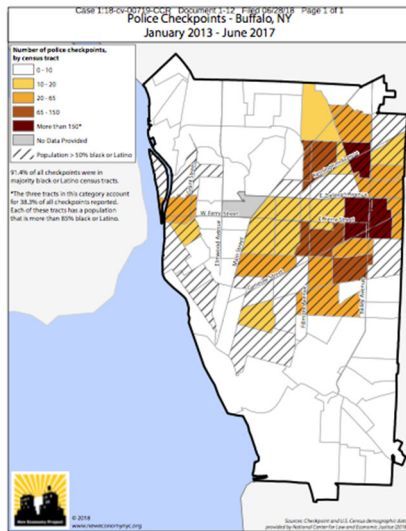 Case 1:18-cv-00719-CCR Document 1-12 Filed 06/28/18 Page 1 of 1
Police Checkpoints - Buffalo, NY
January 2013 - June 2017
Number of police checkpoints,
by census tract
0 - 10
10 - 20
20 - 65
65 - 150
More than 150*
No Data Provided
Population > 50% black or Latino
91.4% of all checkpoints were in
majority black or Latino census tracts.
*The three tracts in this category account
for 38.3% of all checkpoints reported.
Each of these tracts has a population
that is more than 85% black or Latino.
W. Ferry Street
Elmwood Avenue
Main Street
New Economy Project
© 2018
www.neweconomynyc.org
Sources: Checkpoint and U.S. Census demographic data
provided by National Center for Law and Economic Justice (2018)